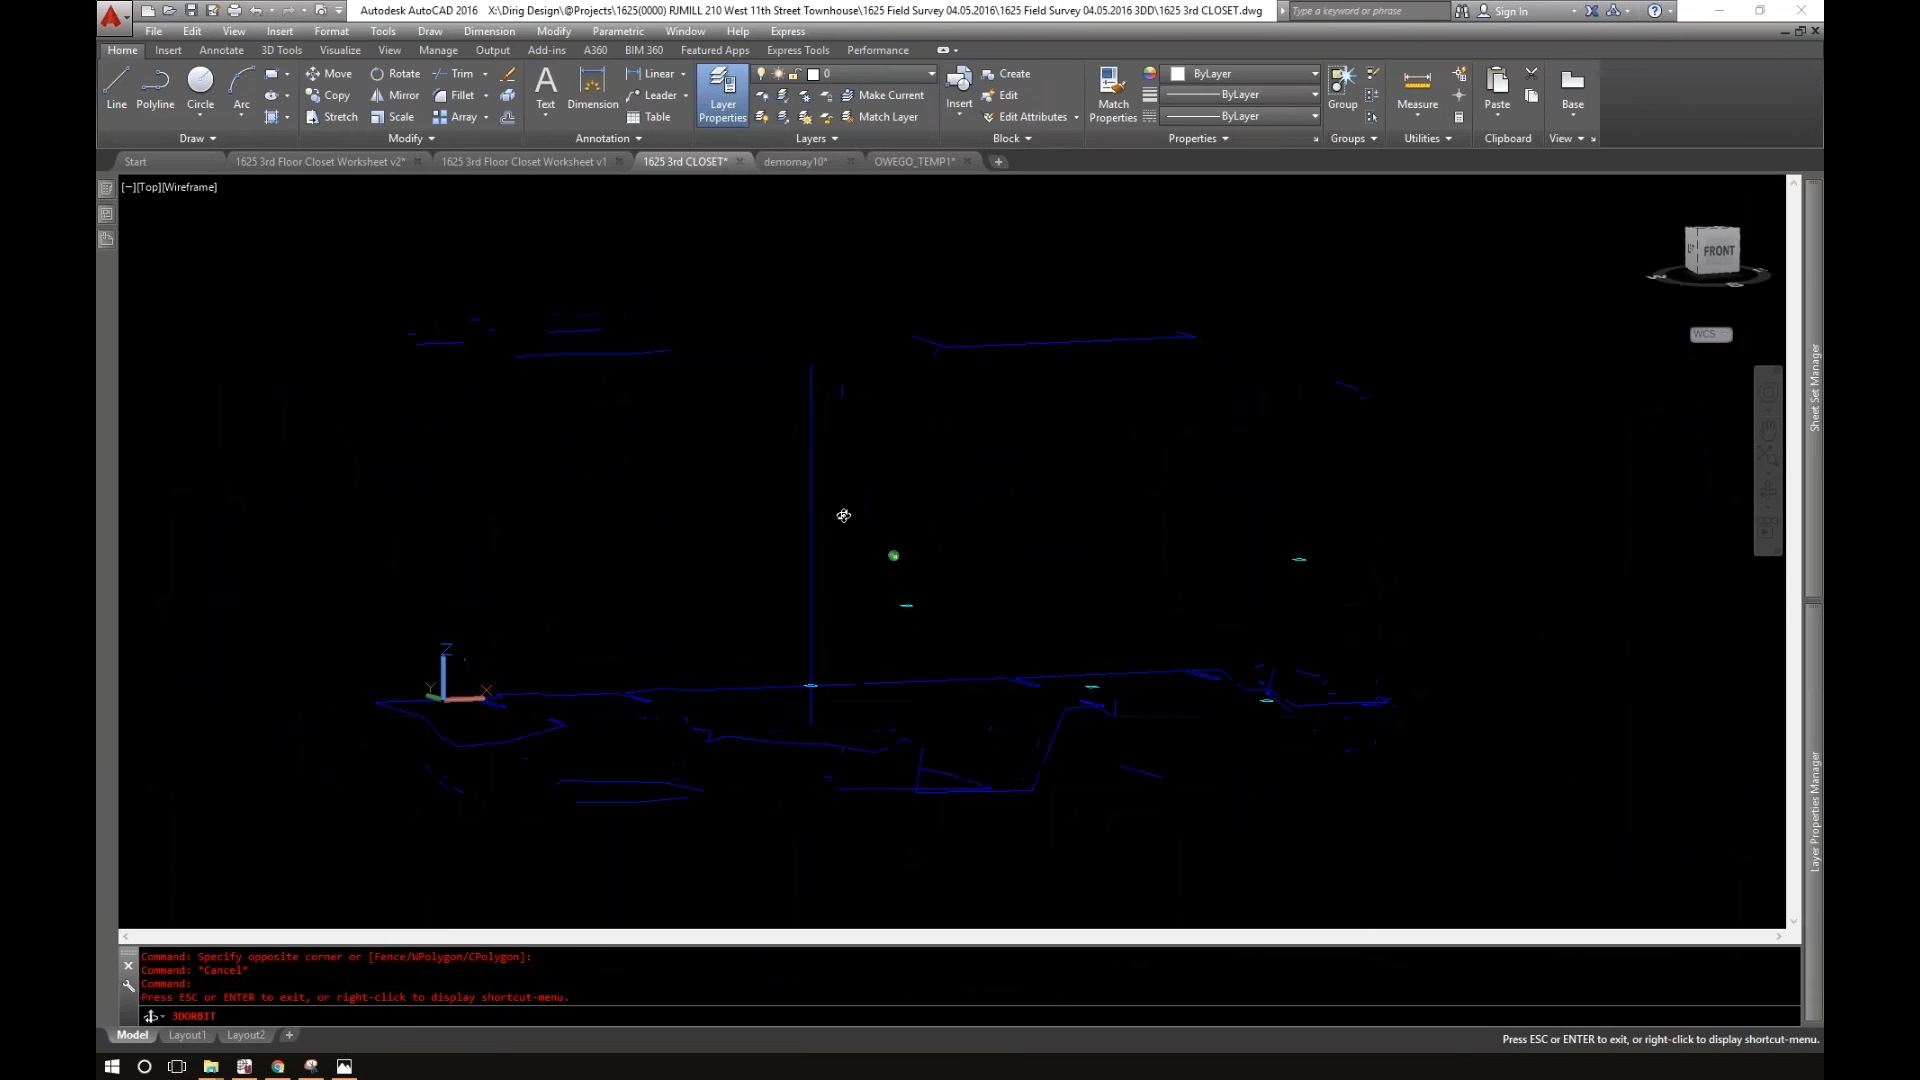 Autodesk AutoCAD 2016 X:\Dirig Design\@Projects\1625(0000) RJMILL 210 West 11th Street Townhouse\1625 Field Survey 04.05.2016\1625 Field Survey 04.05.2016 3DD\1625 3rd CLOSET.dwg
Type a keyword or phrase
Sign In
File Edit View Insert Format Tools Draw Dimension Modify Parametric Window Help Express
Home Insert Annotate 3D Tools Visualize View Manage Output Add-ins A360 BIM 360 Featured Apps Express Tools Performance
Move Rotate Trim Linear 0 Create ByLayer
Copy Mirror Fillet Leader Make Current Edit ByLayer
Line Polyline Circle Arc Text Dimension Layer Properties Insert Match Properties Group Measure Paste Base
Stretch Scale Array Table Match Layer Edit Attributes ByLayer
Draw Modify Annotation Layers Block Properties Groups Utilities Clipboard View
Start 1625 3rd Floor Closet Worksheet v2* 1625 3rd Floor Closet Worksheet v1 1625 3rd CLOSET* demomay10* OWEGO_TEMP1*
[−][Top][Wireframe]
FRONT
WCS
Sheet Set Manager
Z
Y X
Layer Properties Manager
Command: Specify opposite corner or [Fence/WPolygon/CPolygon]:
Command: *Cancel*
Command:
Press ESC or ENTER to exit, or right-click to display shortcut-menu.
3DORBIT
Model Layout1 Layout2
Press ESC or ENTER to exit, or right-click to display shortcut-menu.